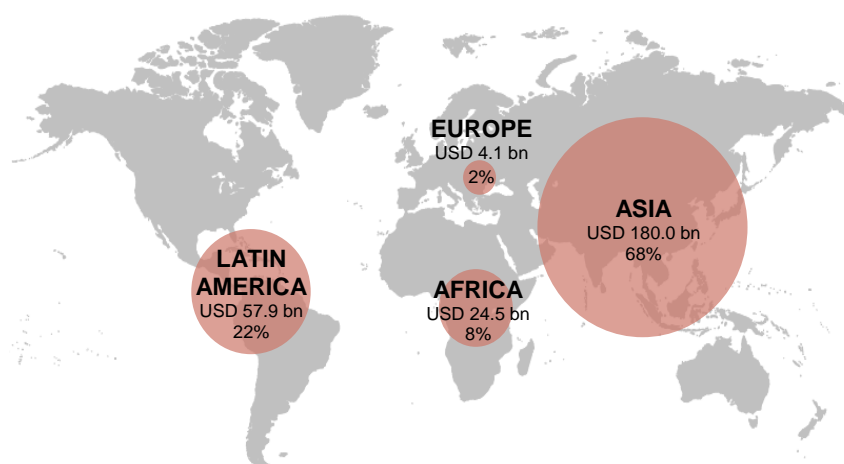 EUROPE
USD 4.1 bn
2%
ASIA
USD 180.0 bn
68%
LATIN
AMERICA
USD 57.9 bn
22%
AFRICA
USD 24.5 bn
8%